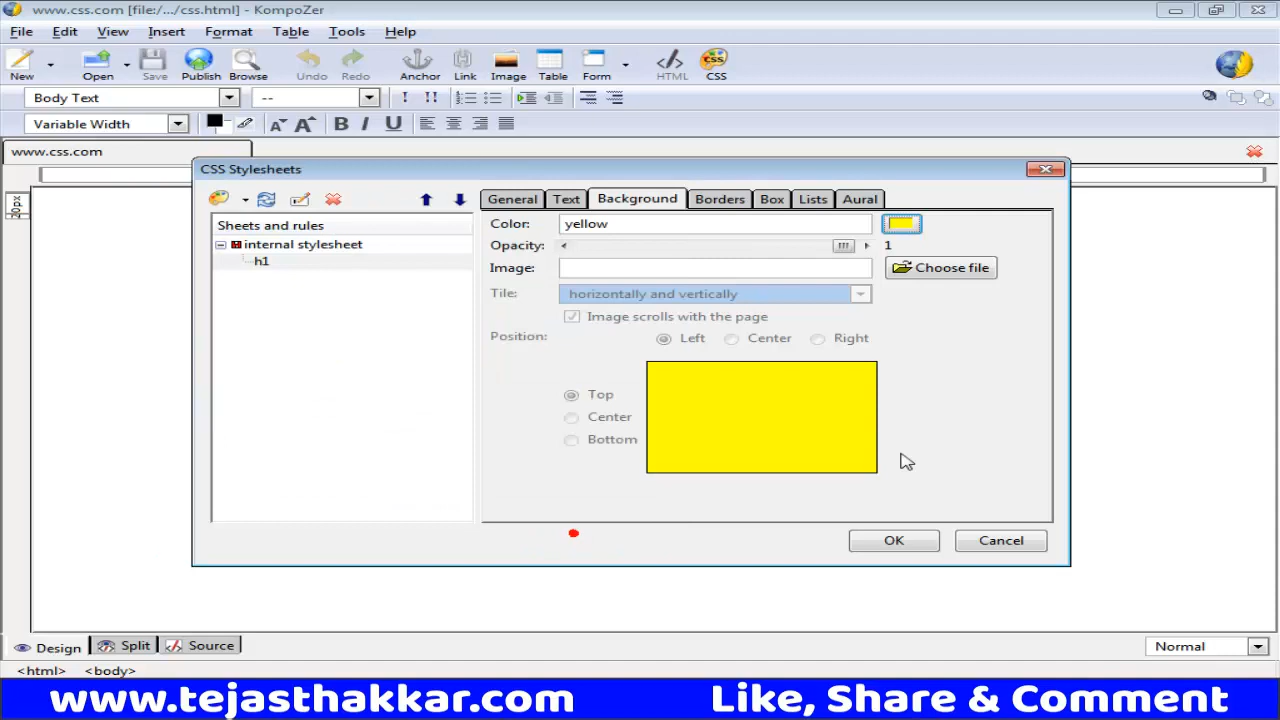 www.css.com [file:/.../css.html] - KompoZer
File Edit View Insert Format Table Tools Help
New Open Save Publish Browse Undo Redo Anchor Link Image Table Form HTML CSS
Body Text -- ! !!
Variable Width A A B I U
www.css.com
20px
CSS Stylesheets
General Text Background Borders Box Lists Aural
Sheets and rules
internal stylesheet
h1
Color: yellow
Opacity: 1
Image: Choose file
Tile: horizontally and vertically
Image scrolls with the page
Position: Left Center Right
Top
Center
Bottom
OK Cancel
Design Split Source Normal
<html> <body>
www.tejasthakkar.com Like, Share & Comment